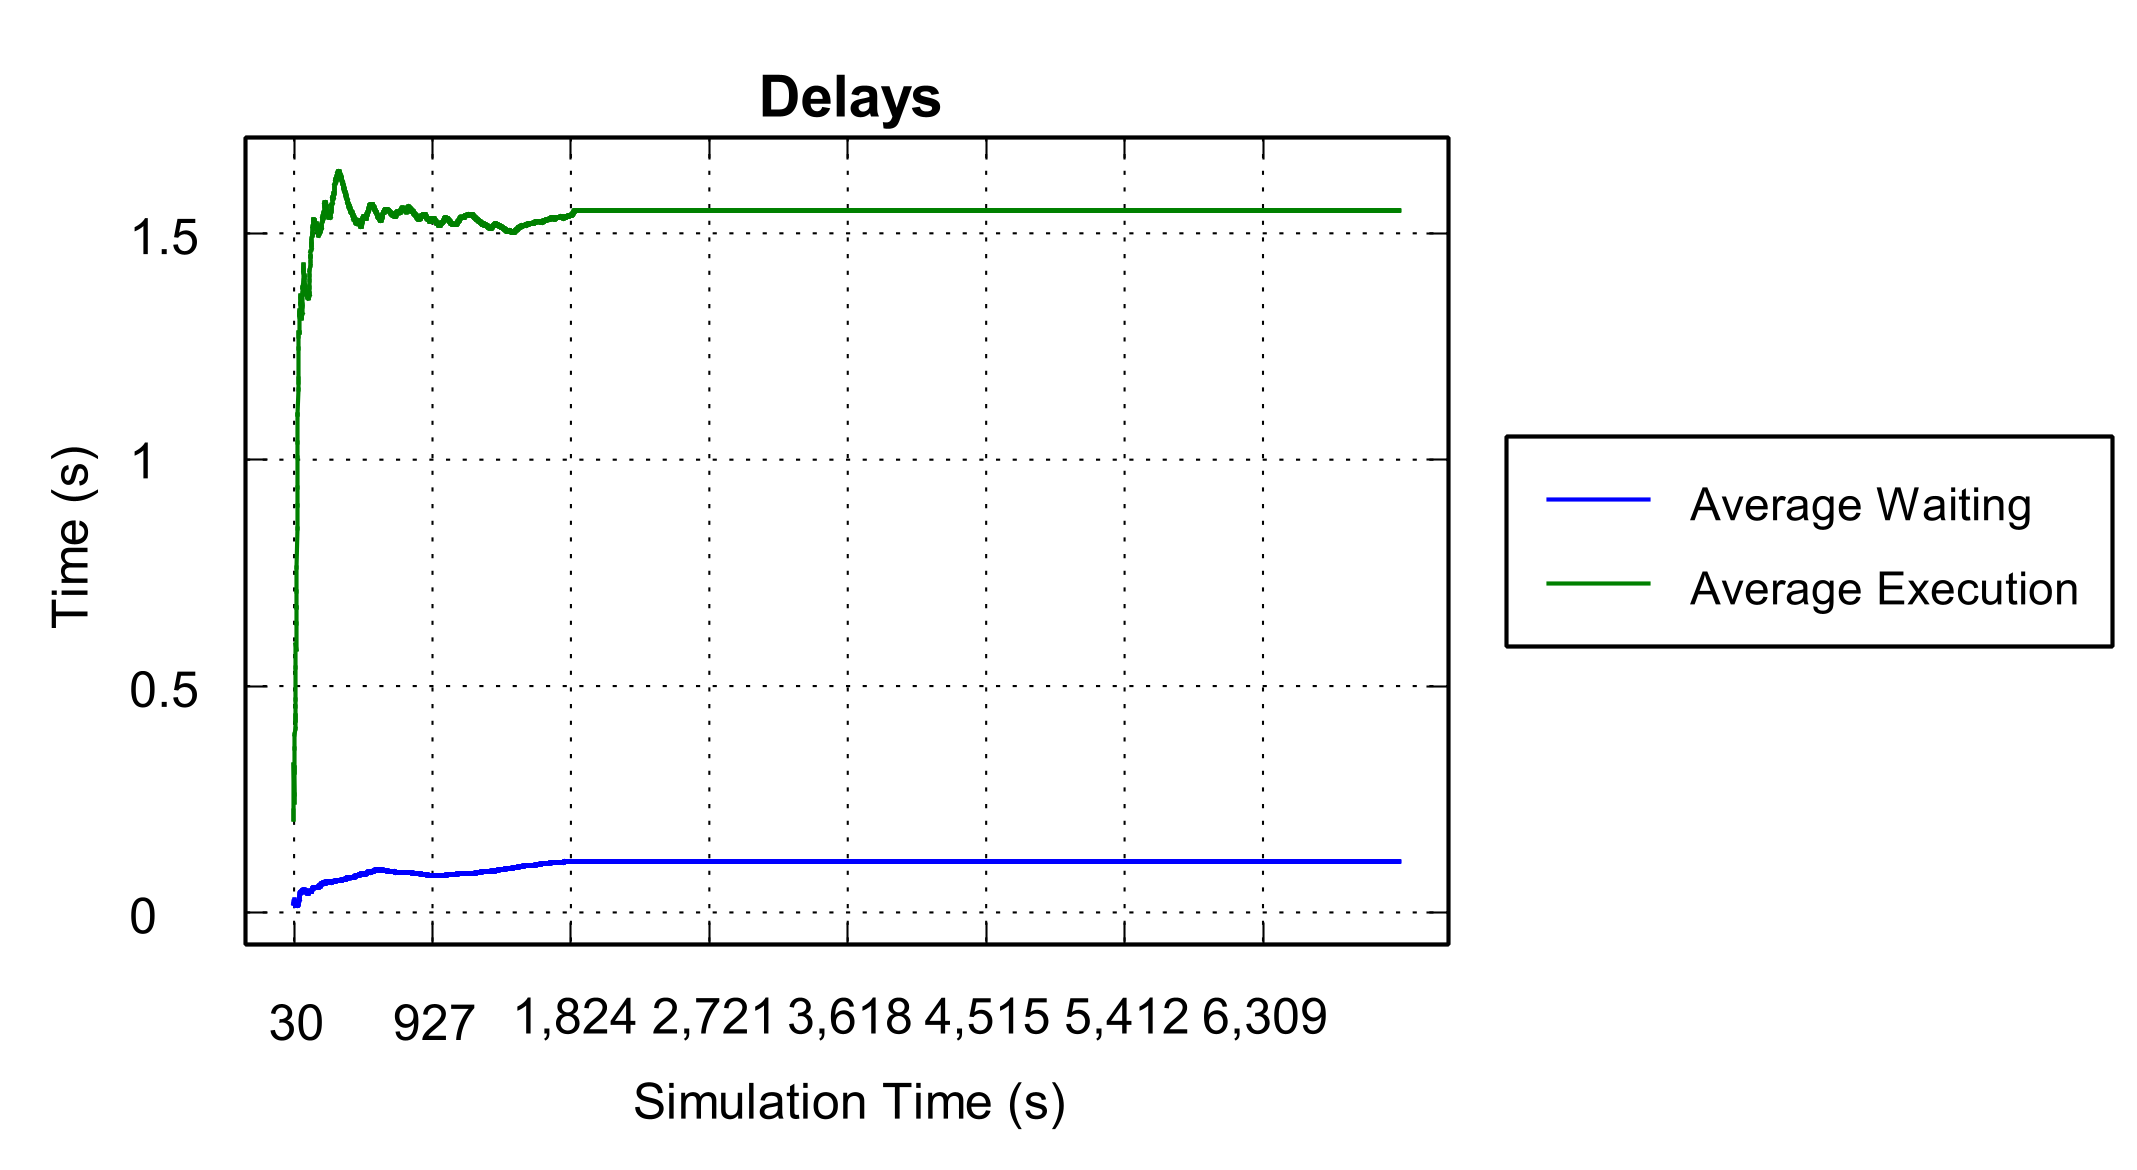 Delays
1.5
1
0.5
0
Time (s)
30 927 1,824 2,721 3,618 4,515 5,412 6,309
Simulation Time (s)
Average Waiting
Average Execution